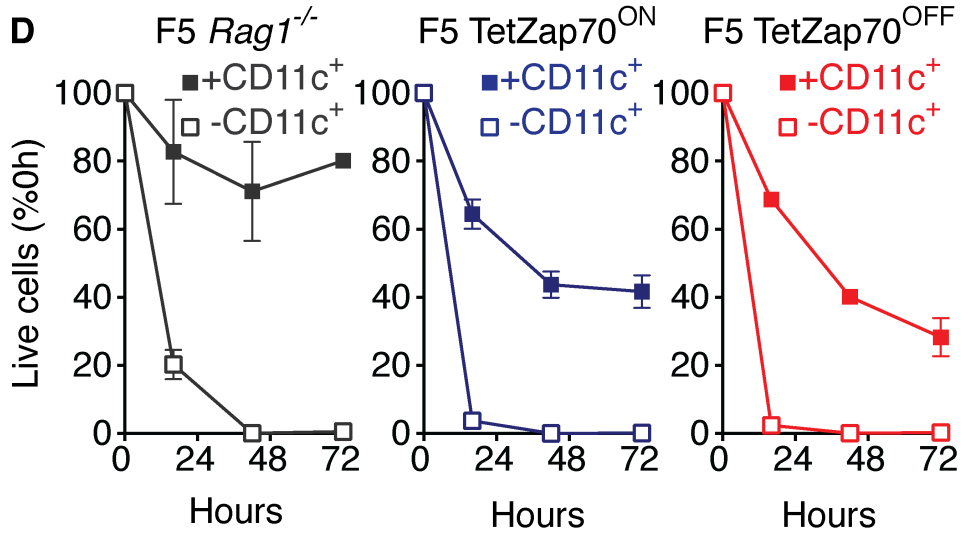 D
F5 Rag1-/-
F5 TetZap70ON
F5 TetZap70OFF
+CD11c+
-CD11c+
+CD11c+
-CD11c+
+CD11c+
-CD11c+
Live cells (%0h)
100
80
60
40
20
0
100
80
60
40
20
0
100
80
60
40
20
0
0 24 48 72
0 24 48 72
0 24 48 72
Hours
Hours
Hours